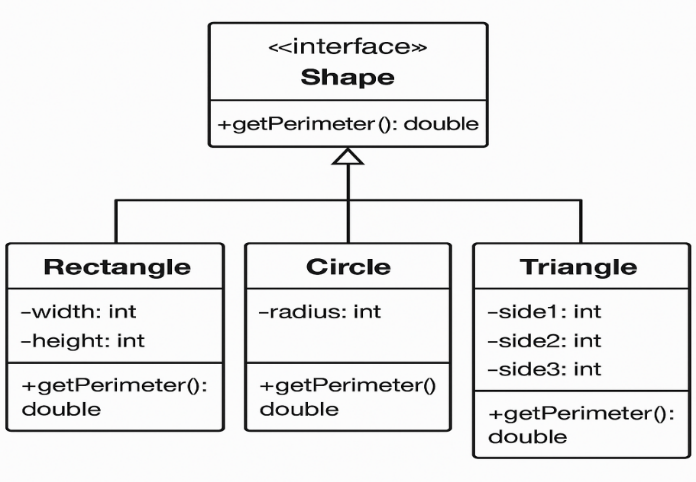 <<interface>>
Shape
+getPerimeter(): double
Rectangle
-width: int
-height: int
+getPerimeter():
double
Circle
-radius: int
+getPerimeter()
double
Triangle
-side1: int
-side2: int
-side3: int
+getPerimeter():
double